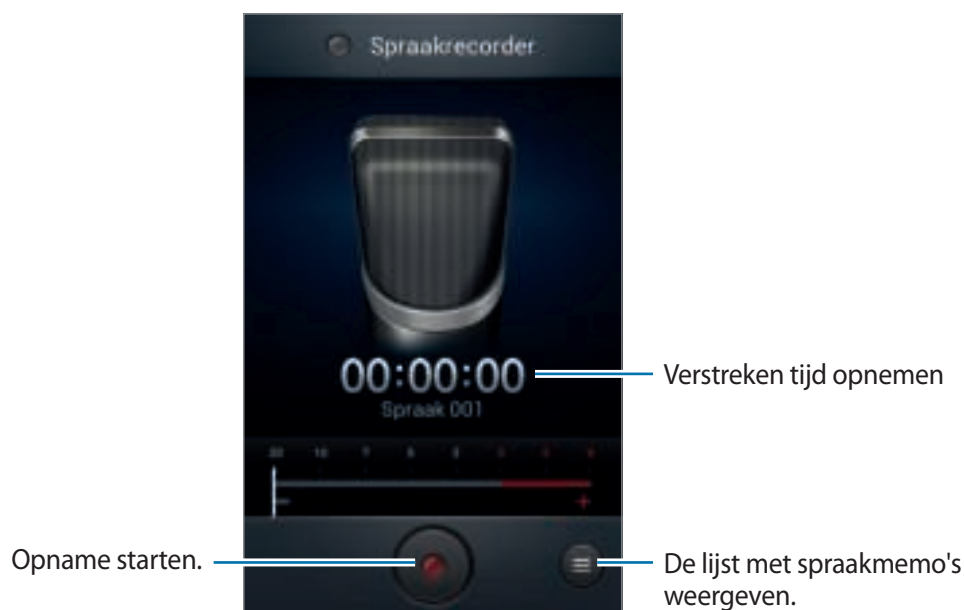 Spraakrecorder
00:00:00
Verstreken tijd opnemen
Spraak 001
Opname starten.
De lijst met spraakmemo's
weergeven.